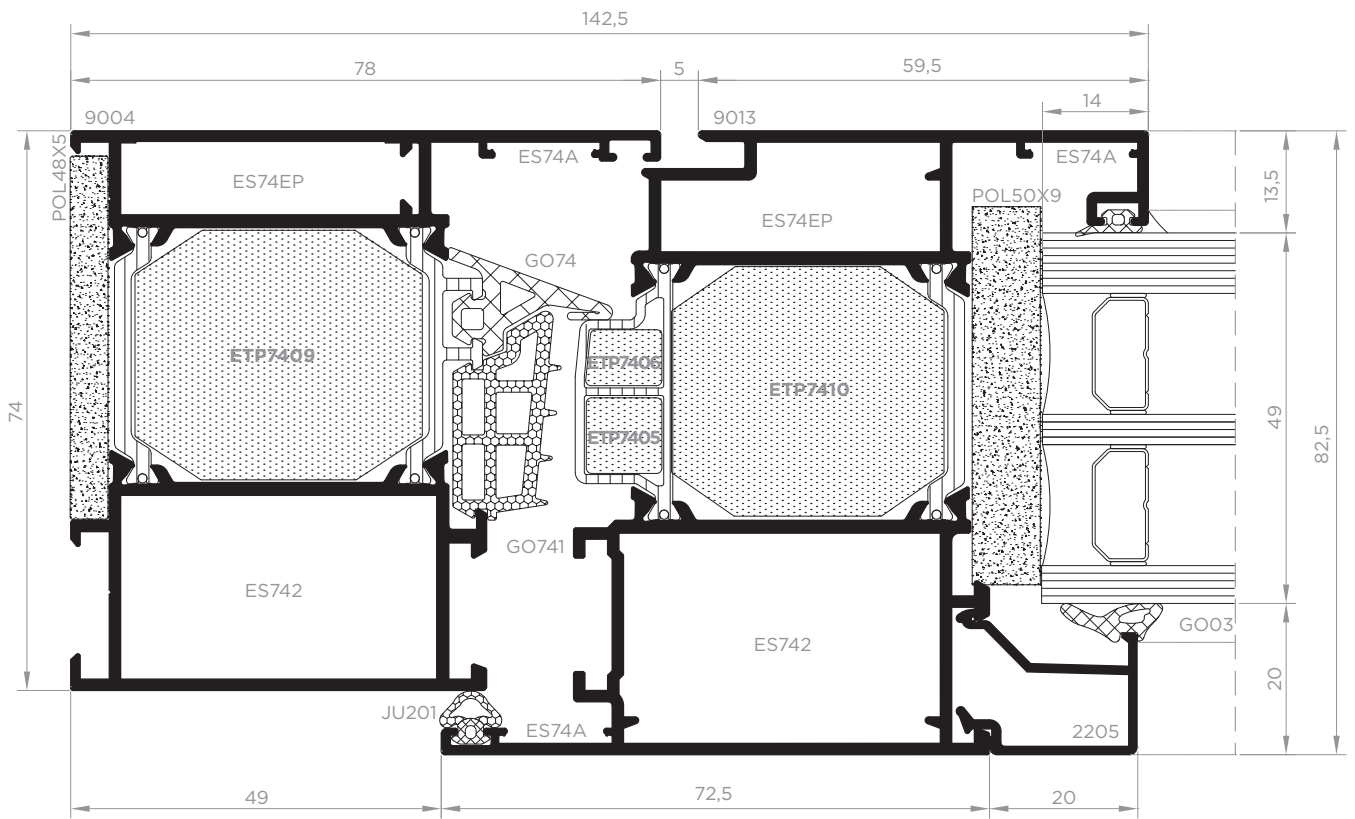 142,5
78
5
59,5
14
9004
9013
POL48X5
ES74A
ES74A
ES74EP
POL50X9
ES74EP
13,5
GO74
ETP7409
ETP7406
ETP7410
74
49
82,5
ETP7405
GO741
ES742
ES742
GO03
20
JU201
ES74A
2205
49
72,5
20